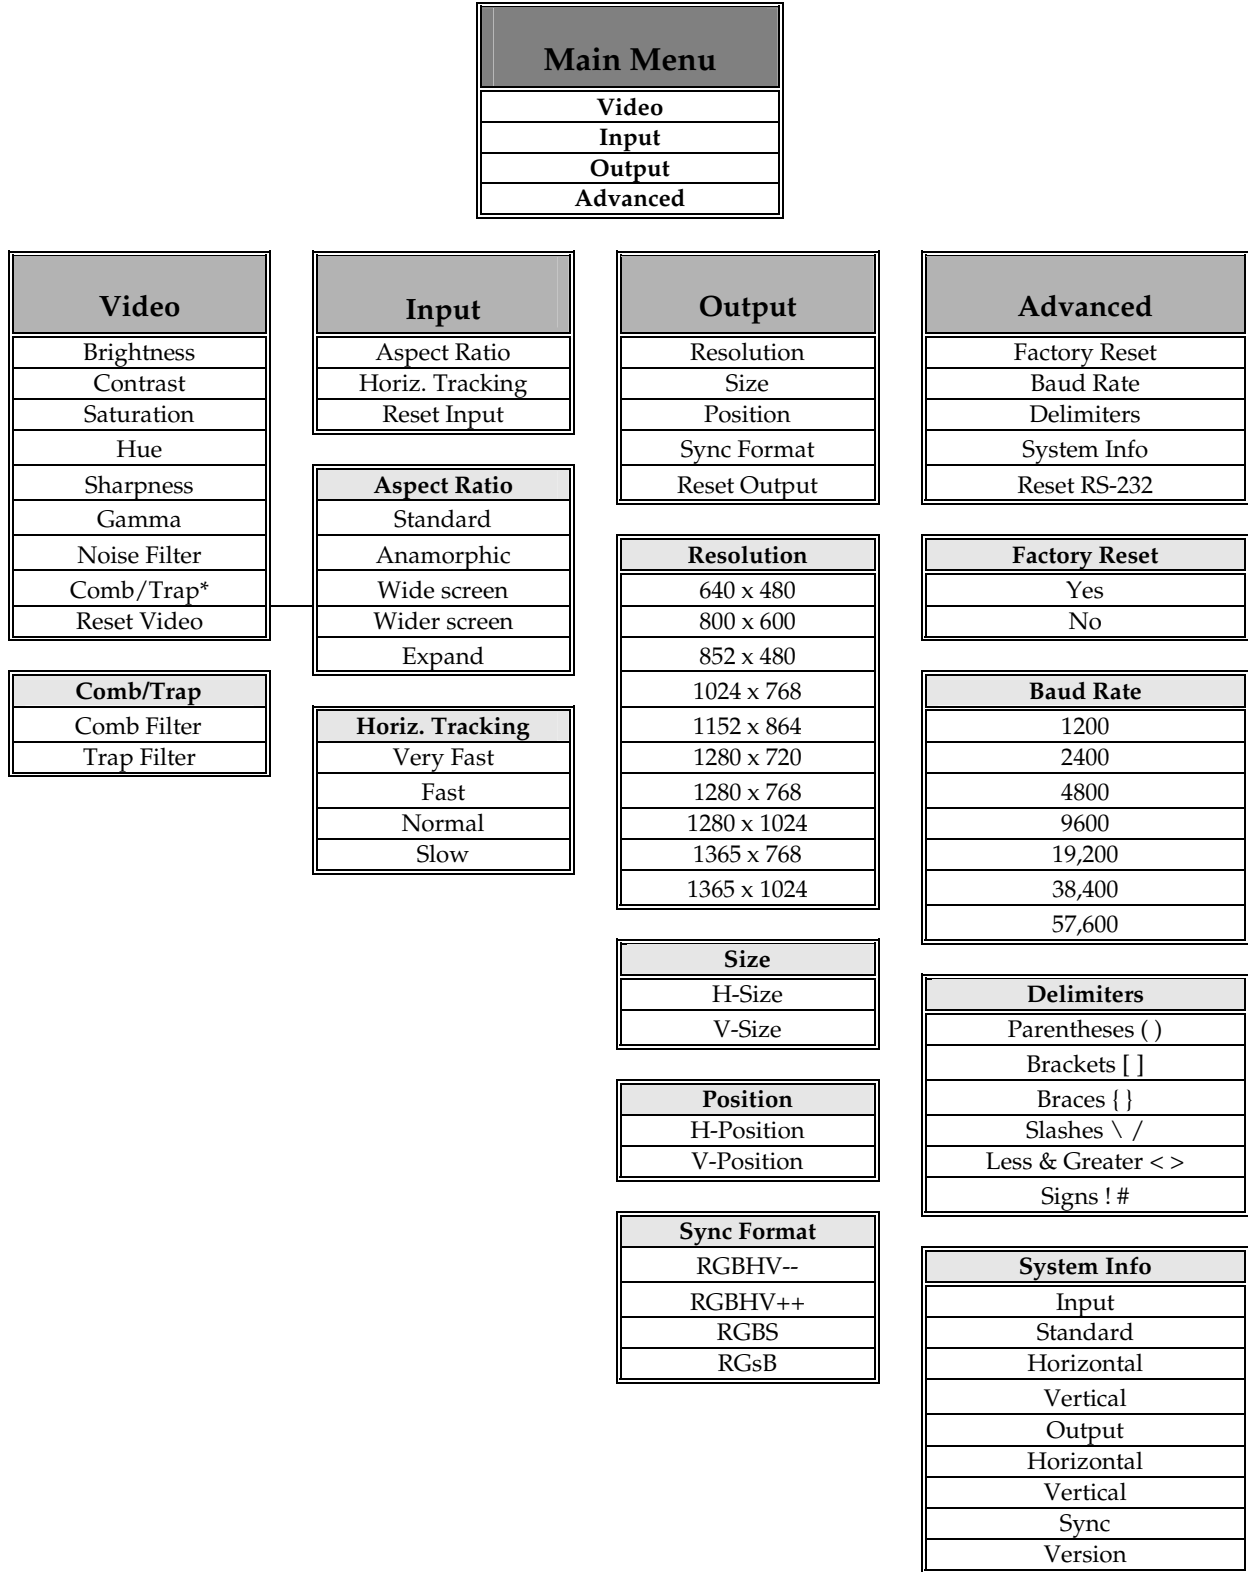 Main Menu
Video
Input
Output
Advanced
Video
Brightness
Contrast
Saturation
Hue
Sharpness
Gamma
Noise Filter
Comb/Trap*
Reset Video
Comb/Trap
Comb Filter
Trap Filter
Input
Aspect Ratio
Horiz. Tracking
Reset Input
Aspect Ratio
Standard
Anamorphic
Wide screen
Wider screen
Expand
Horiz. Tracking
Very Fast
Fast
Normal
Slow
Output
Resolution
Size
Position
Sync Format
Reset Output
Resolution
640 x 480
800 x 600
852 x 480
1024 x 768
1152 x 864
1280 x 720
1280 x 768
1280 x 1024
1365 x 768
1365 x 1024
Size
H-Size
V-Size
Position
H-Position
V-Position
Sync Format
RGBHV--
RGBHV++
RGBS
RGsB
Advanced
Factory Reset
Baud Rate
Delimiters
System Info
Reset RS-232
Factory Reset
Yes
No
Baud Rate
1200
2400
4800
9600
19,200
38,400
57,600
Delimiters
Parentheses ( )
Brackets [ ]
Braces { }
Slashes \ /
Less & Greater < >
Signs ! #
System Info
Input
Standard
Horizontal
Vertical
Output
Horizontal
Vertical
Sync
Version